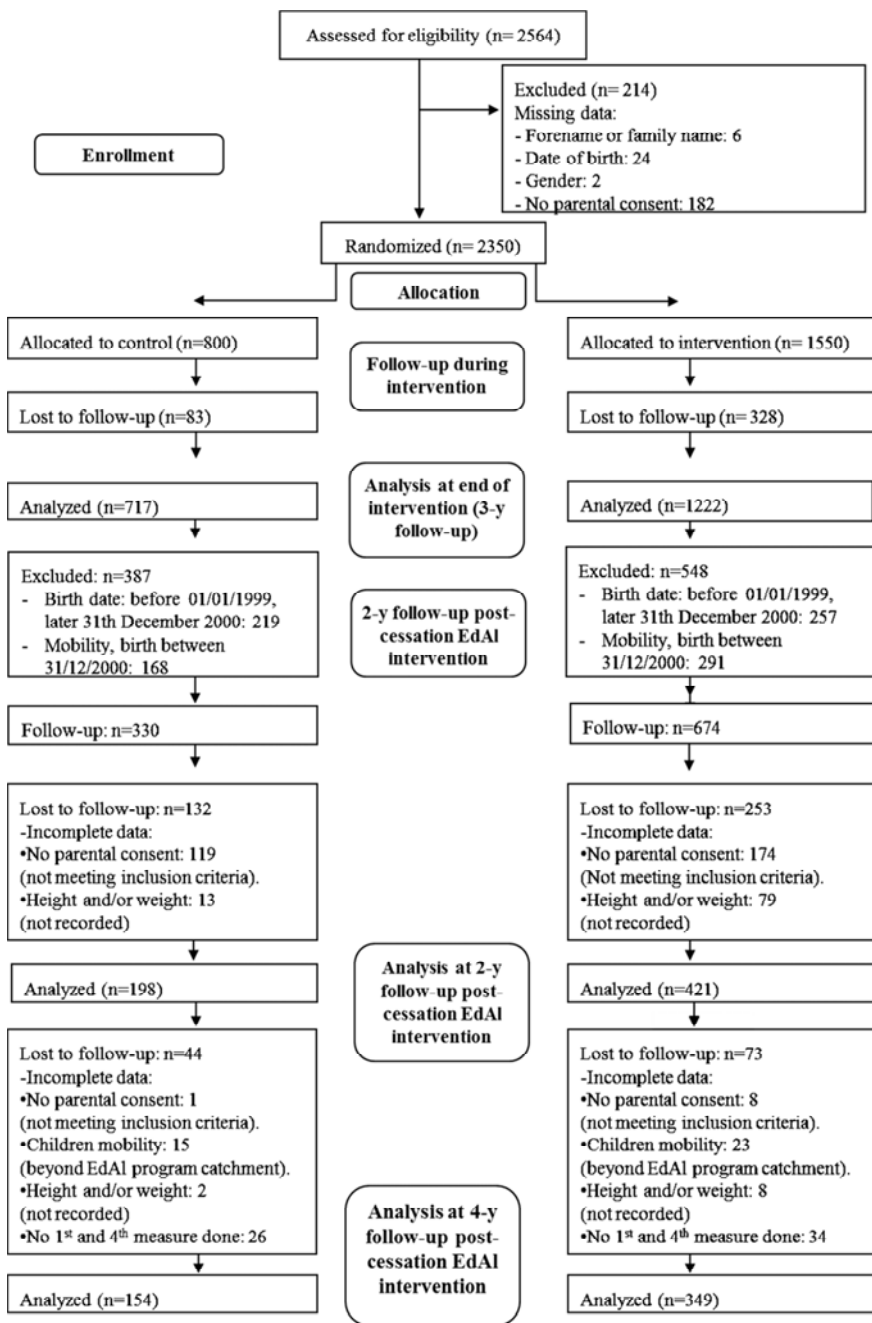 Assessed for eligibility (n= 2564)
Excluded (n= 214)
Missing data:
- Forename or family name: 6
- Date of birth: 24
- Gender: 2
- No parental consent: 182
Enrollment
Randomized (n= 2350)
Allocation
Allocated to control (n=800)
Allocated to intervention (n= 1550)
Follow-up during
intervention
Lost to follow-up (n=83)
Lost to follow-up (n= 328)
Analysis at end of
intervention (3-y
follow-up)
Analyzed (n=717)
Analyzed (n=1222)
Excluded: n=387
- Birth date: before 01/01/1999,
later 31th December 2000: 219
- Mobility, birth between
31/12/2000: 168
2-y follow-up post-
cessation EdAl
intervention
Excluded: n=548
- Birth date: before 01/01/1999,
later 31th December 2000: 257
- Mobility, birth between
31/12/2000: 291
Follow-up: n=330
Follow-up: n=674
Lost to follow-up: n=132
-Incomplete data:
•No parental consent: 119
(not meeting inclusion criteria).
•Height and/or weight: 13
(not recorded)
Lost to follow-up: n=253
-Incomplete data:
•No parental consent: 174
(Not meeting inclusion criteria).
•Height and/or weight: 79
(not recorded)
Analysis at 2-y
follow-up post-
cessation EdAl
intervention
Analyzed (n=198)
Analyzed (n=421)
Lost to follow-up: n=44
-Incomplete data:
•No parental consent: 1
(not meeting inclusion criteria).
•Children mobility: 15
(beyond EdAl program catchment).
•Height and/or weight: 2
(not recorded)
•No 1st and 4th measure done: 26
Lost to follow-up: n=73
-Incomplete data:
•No parental consent: 8
(not meeting inclusion criteria).
•Children mobility: 23
(beyond EdAl program catchment).
•Height and/or weight: 8
(not recorded)
•No 1st and 4th measure done: 34
Analysis at 4-y
follow-up post-
cessation EdAl
intervention
Analyzed (n=154)
Analyzed (n=349)